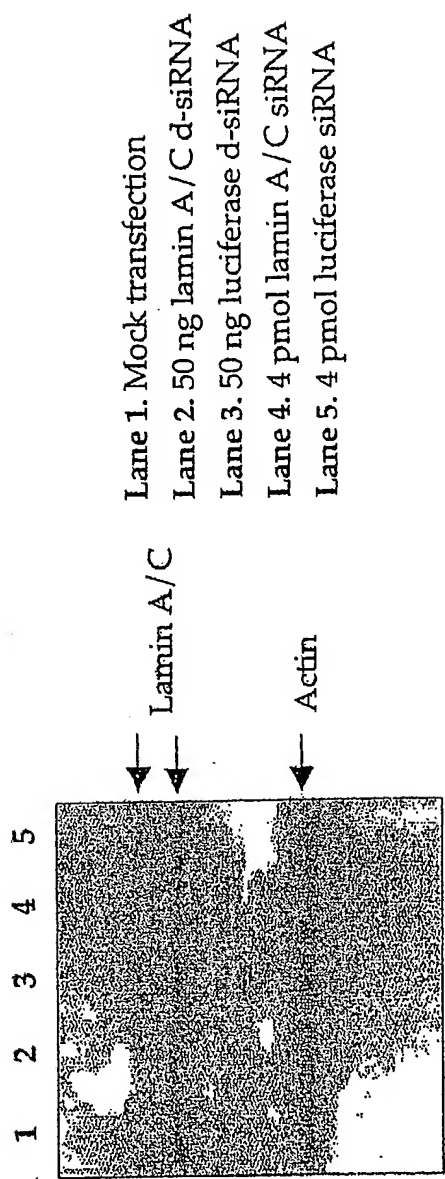 1 2 3 4 5
Lamin A/C
Actin
Lane 1. Mock transfection
Lane 2. 50 ng lamin A/C d-siRNA
Lane 3. 50 ng luciferase d-siRNA
Lane 4. 4 pmol lamin A/C siRNA
Lane 5. 4 pmol luciferase siRNA